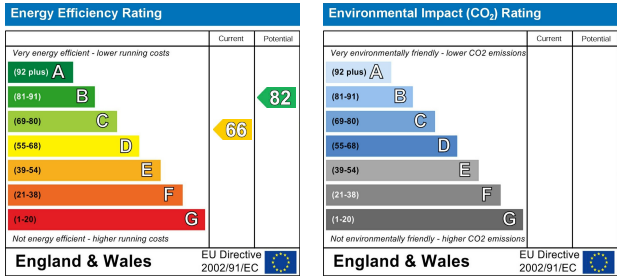 Energy Efficiency Rating
Current Potential
Very energy efficient - lower running costs
(92 plus) A
(81-91) B
82
(69-80) C
66
(55-68) D
(39-54) E
(21-38) F
(1-20) G
Not energy efficient - higher running costs
England & Wales
EU Directive
2002/91/EC
Environmental Impact (CO₂) Rating
Current Potential
Very environmentally friendly - lower CO2 emissions
(92 plus) A
(81-91) B
(69-80) C
(55-68) D
(39-54) E
(21-38) F
(1-20) G
Not environmentally friendly - higher CO2 emissions
England & Wales
EU Directive
2002/91/EC